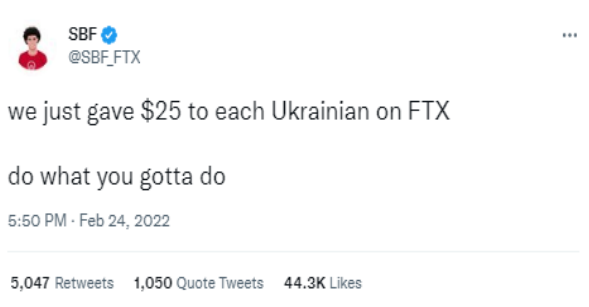 SBF
@SBF_FTX
we just gave $25 to each Ukrainian on FTX
do what you gotta do
5:50 PM · Feb 24, 2022
5,047 Retweets 1,050 Quote Tweets 44.3K Likes